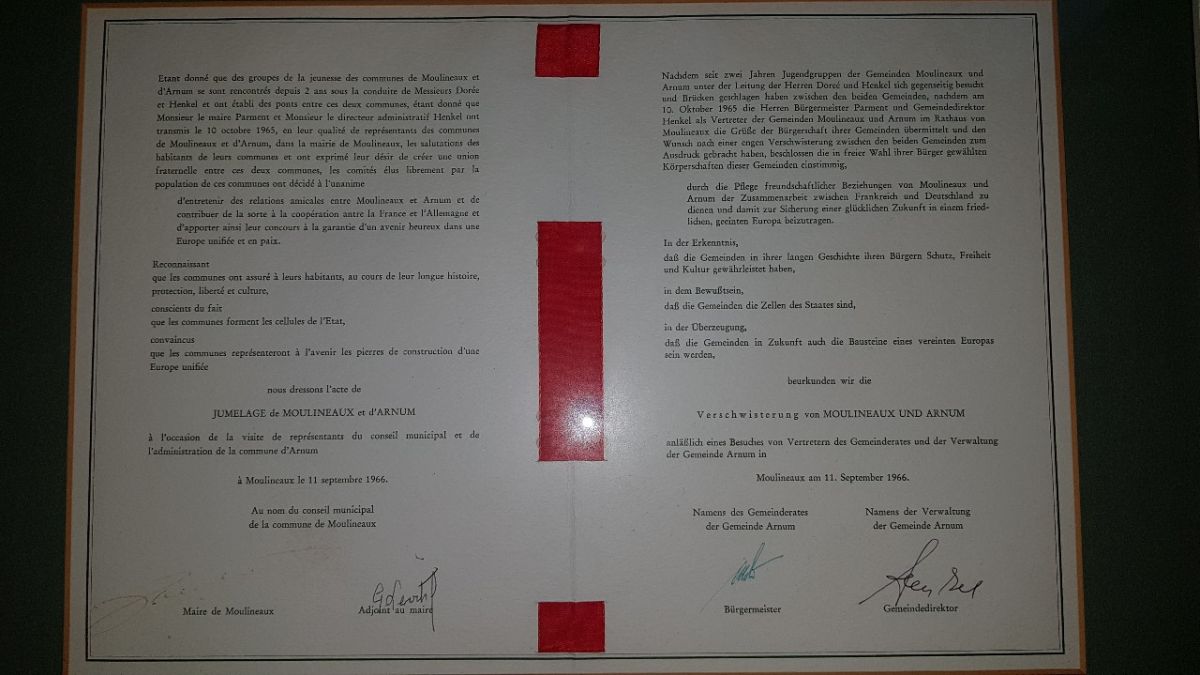 Etant donné que des groupes de la jeunesse des communes de Moulineaux et
d'Arnum se sont rencontrés depuis 2 ans sous la conduite de Messieurs Dorée
et Henkel et ont établi des ponts entre ces deux communes, étant donné que
Monsieur le maire Parment et Monsieur le directeur administratif Henkel ont
transmis le 10 octobre 1965, en leur qualité de représentants des communes
de Moulineaux et d'Arnum, dans la mairie de Moulineaux, les salutations des
habitants de leurs communes et ont exprimé leur désir de créer une union
fraternelle entre ces deux communes, les comités élus librement par la
population de ces communes ont décidé à l'unanime
d'entretenir des relations amicales entre Moulineaux et Arnum et de
contribuer de la sorte à la coopération antre la France et l'Allemagne et
d'apporter ainsi leur concours à la garantie d'un avenir heureux dans une
Europe unifiée et en paix.
Reconnaissant
que les communes ont assuré à leurs habitants, au cours de leur longue histoire,
protection, liberté et culture,
conscients du fait
que les communes forment les cellules de l'Etat,
convaincus
que les communes représenteront à l'avenir les pierres de construction d'une
Europe unifiée
nous dressons l'acte de
JUMELAGE de MOULINEAUX et d'ARNUM
à l'occasion de la visite de représentants du conseil municipal et de
l'administration de la commune d'Arnum
à Moulineaux le 11 septembre 1966.
Au nom du conseil municipal
de la commune de Moulineaux
Maire de Moulineaux
Adjoint au maire
Nachdem seit zwei Jahren Jugendgruppen der Gemeinden Moulineaux und
Arnum unter der Leitung der Herren Doreé und Henkel sich gegenseitig besucht
und Brücken geschlagen haben zwischen den beiden Gemeinden, nachdem am
10. Oktober 1965 die Herren Bürgermeister Parment und Gemeindedirektor
Henkel als Vertreter der Gemeinden Moulineaux und Arnum im Rathaus von
Moulineaux die Grüße der Bürgerschaft ihrer Gemeinden übermittelt und den
Wunsch nach einer engen Verschwisterung zwischen den beiden Gemeinden zum
Ausdruck gebracht haben, beschlossen die in freier Wahl ihrer Bürger gewählten
Körperschaften dieser Gemeinden einstimmig,
durch die Pflege freundschaftlicher Beziehungen von Moulineaux und
Arnum der Zusammenarbeit zwischen Frankreich und Deutschland zu
dienen und damit zur Sicherung einer glücklichen Zukunft in einem fried-
lichen, geeinten Europa beizutragen.
In der Erkenntnis,
daß die Gemeinden in ihrer langen Geschichte ihren Bürgern Schutz, Freiheit
und Kultur gewährleistet haben,
in dem Bewußtsein,
daß die Gemeinden die Zellen des Staates sind,
in der Überzeugung,
daß die Gemeinden in Zukunft auch die Bausteine eines vereinten Europas
sein werden,
beurkunden wir die
Verschwisterung von MOULINEAUX UND ARNUM
anläßlich eines Besuches von Vertretern des Gemeinderates und der Verwaltung
der Gemeinde Arnum in
Moulineaux am 11. September 1966.
Namens des Gemeinderates
der Gemeinde Arnum
Namens der Verwaltung
der Gemeinde Arnum
Henkel
Bürgermeister
Gemeindedirektor